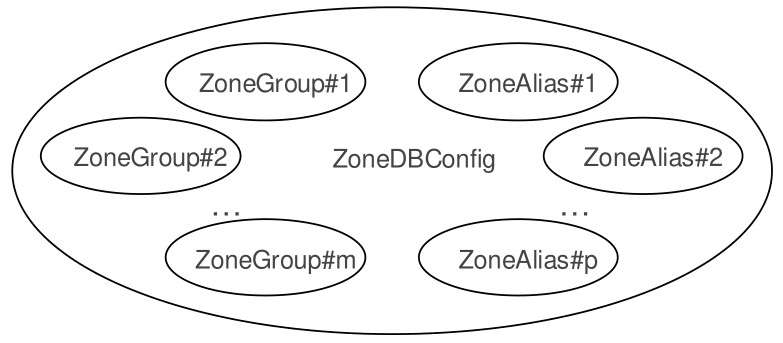 ZoneGroup#1
ZoneAlias#1
ZoneGroup#2
ZoneDBConfig
ZoneAlias#2
...
...
ZoneGroup#m
ZoneAlias#p